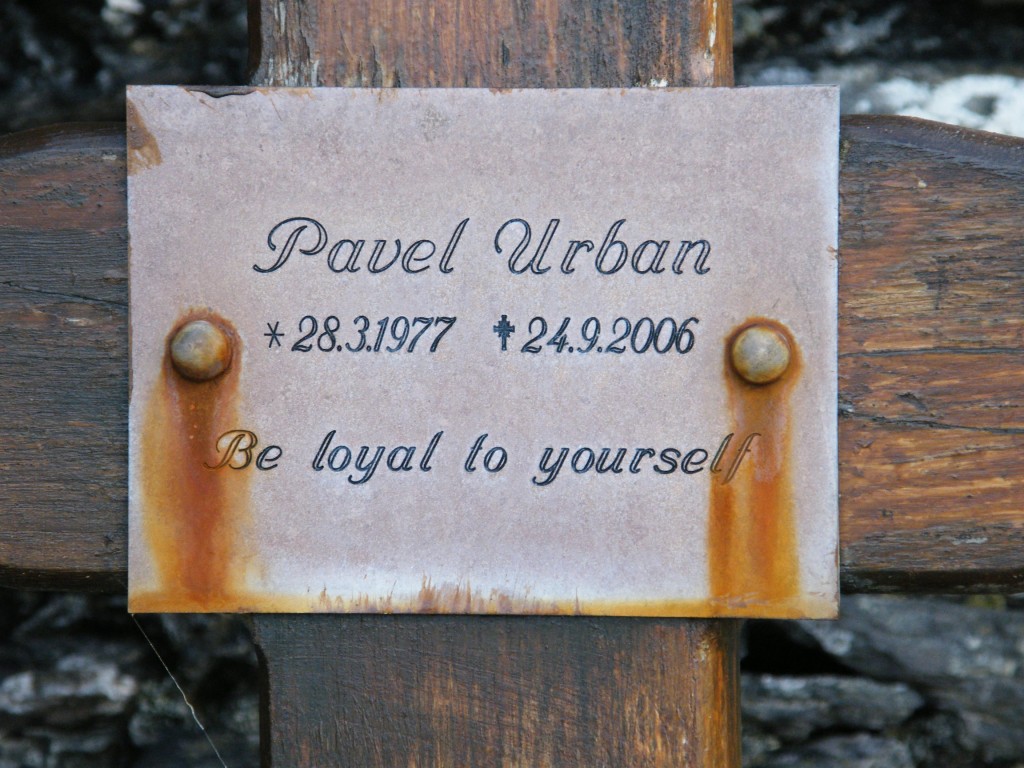 Pavel Urban
* 28.3.1977 ✝ 24.9.2006
Be loyal to yourself